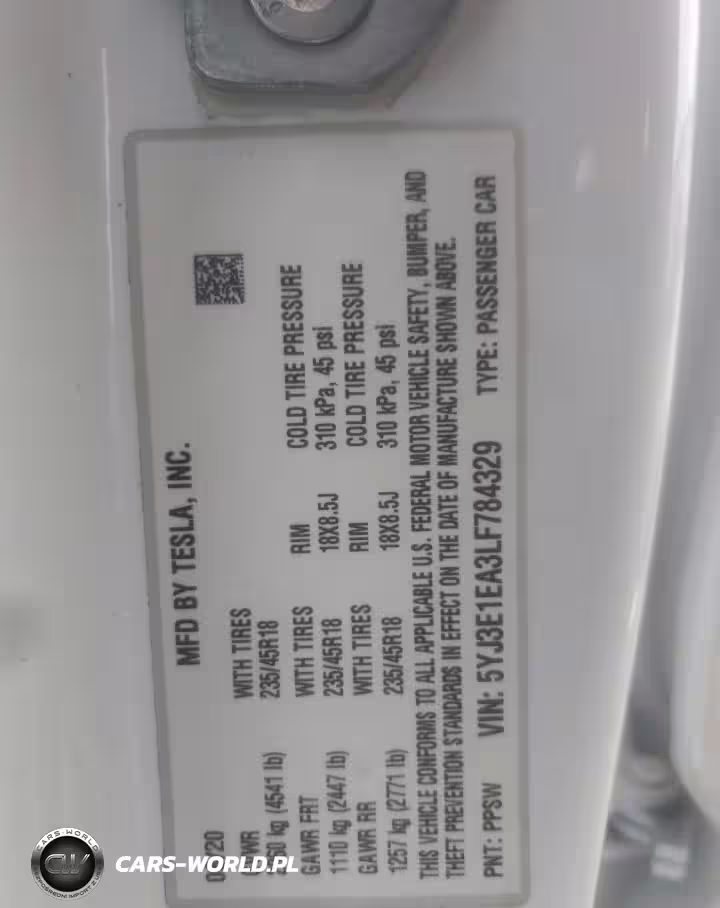 MFD BY TESLA, INC.
WITH TIRES
kg (4541 lb) 235/45R18
GAWR FRT WITH TIRES RIM COLD TIRE PRESSURE
1110 kg (2447 lb) 235/45R18 18X8.5J 310 kPa, 45 psi
GAWR RR WITH TIRES RIM COLD TIRE PRESSURE
1257 kg (2771 lb) 235/45R18 18X8.5J 310 kPa, 45 psi
THIS VEHICLE CONFORMS TO ALL APPLICABLE U.S. FEDERAL MOTOR VEHICLE SAFETY, BUMPER, AND
THEFT PREVENTION STANDARDS IN EFFECT ON THE DATE OF MANUFACTURE SHOWN ABOVE.
PNT: PPSW VIN: 5YJ3E1EA3LF784329 TYPE: PASSENGER CAR
CARS-WORLD.PL